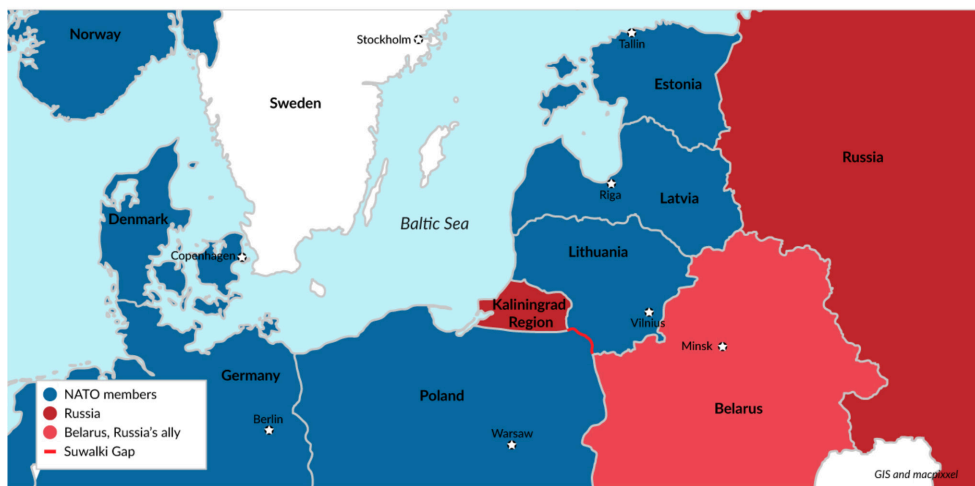 Norway
Stockholm
Tallin
Estonia
Sweden
Russia
Riga
Latvia
Denmark
Baltic Sea
Copenhagen
Lithuania
Kaliningrad
Region
Vilnius
Minsk
Germany
Poland
Belarus
Berlin
Warsaw
NATO members
Russia
Belarus, Russia's ally
Suwalki Gap
GIS and macpixxel